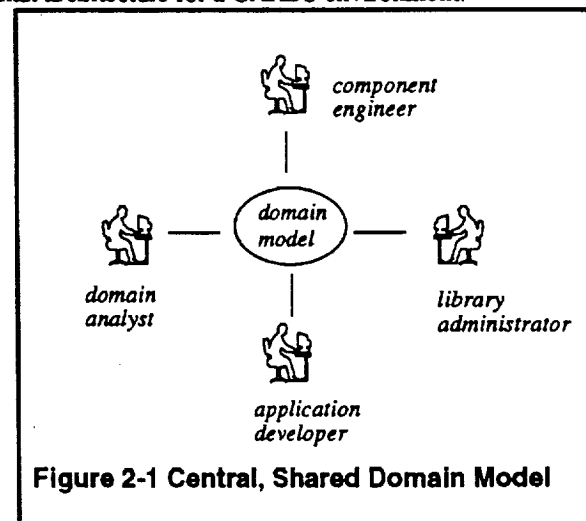 component
engineer
domain
model
domain
analyst
library
administrator
application
developer
Figure 2-1 Central, Shared Domain Model